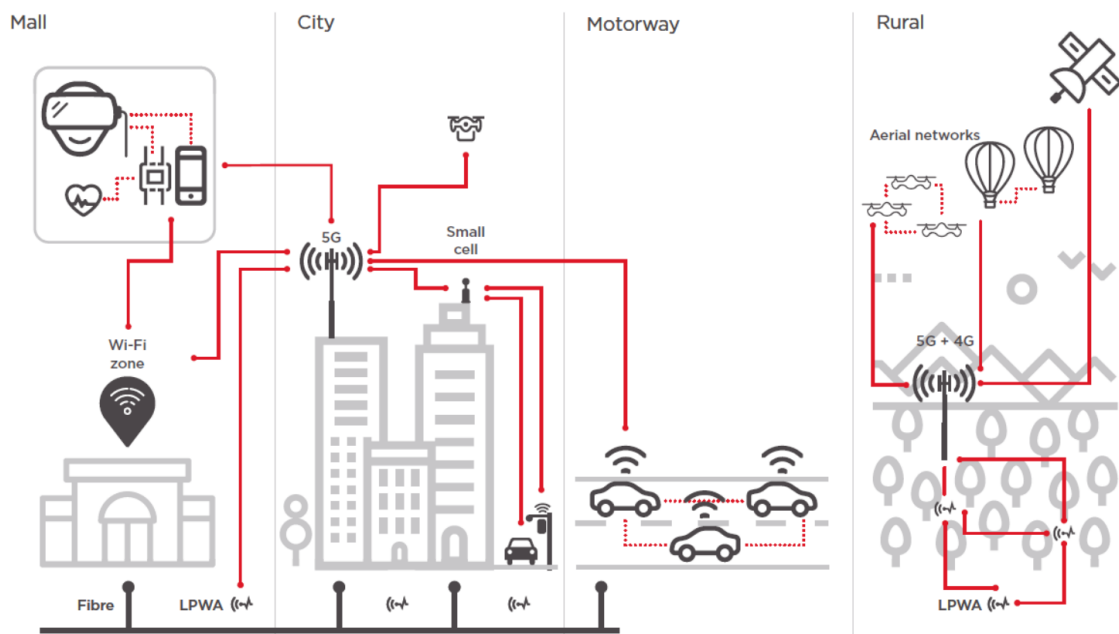 Mall
City
Motorway
Rural
Aerial networks
5G
Small
cell
Wi-Fi
zone
5G + 4G
Fibre
LPWA
LPWA